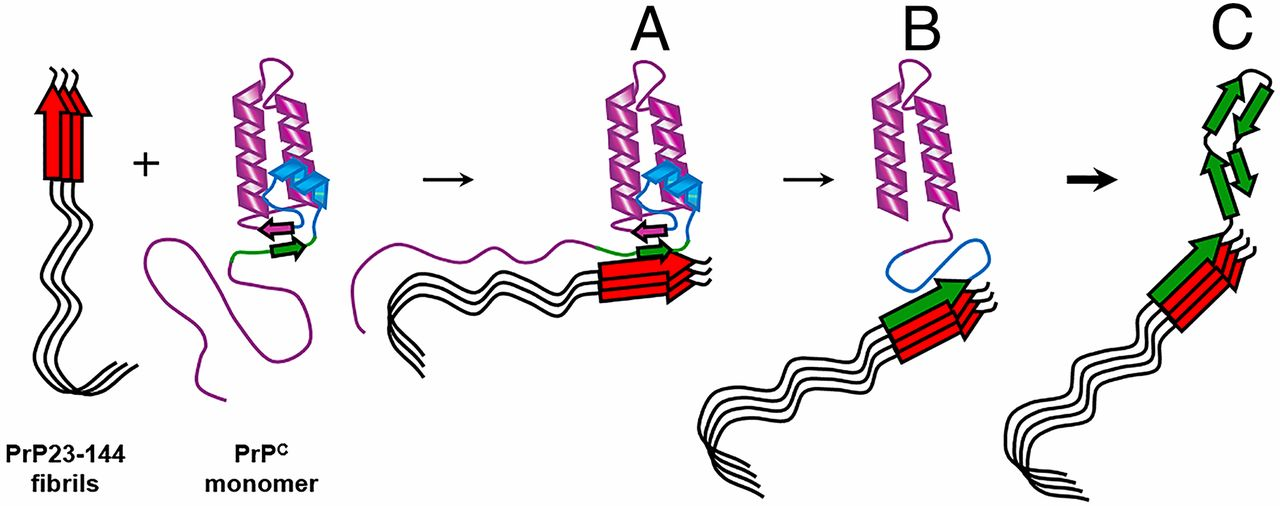 A
B
C
+
PrP23-144
fibrils
PrPᶜ
monomer